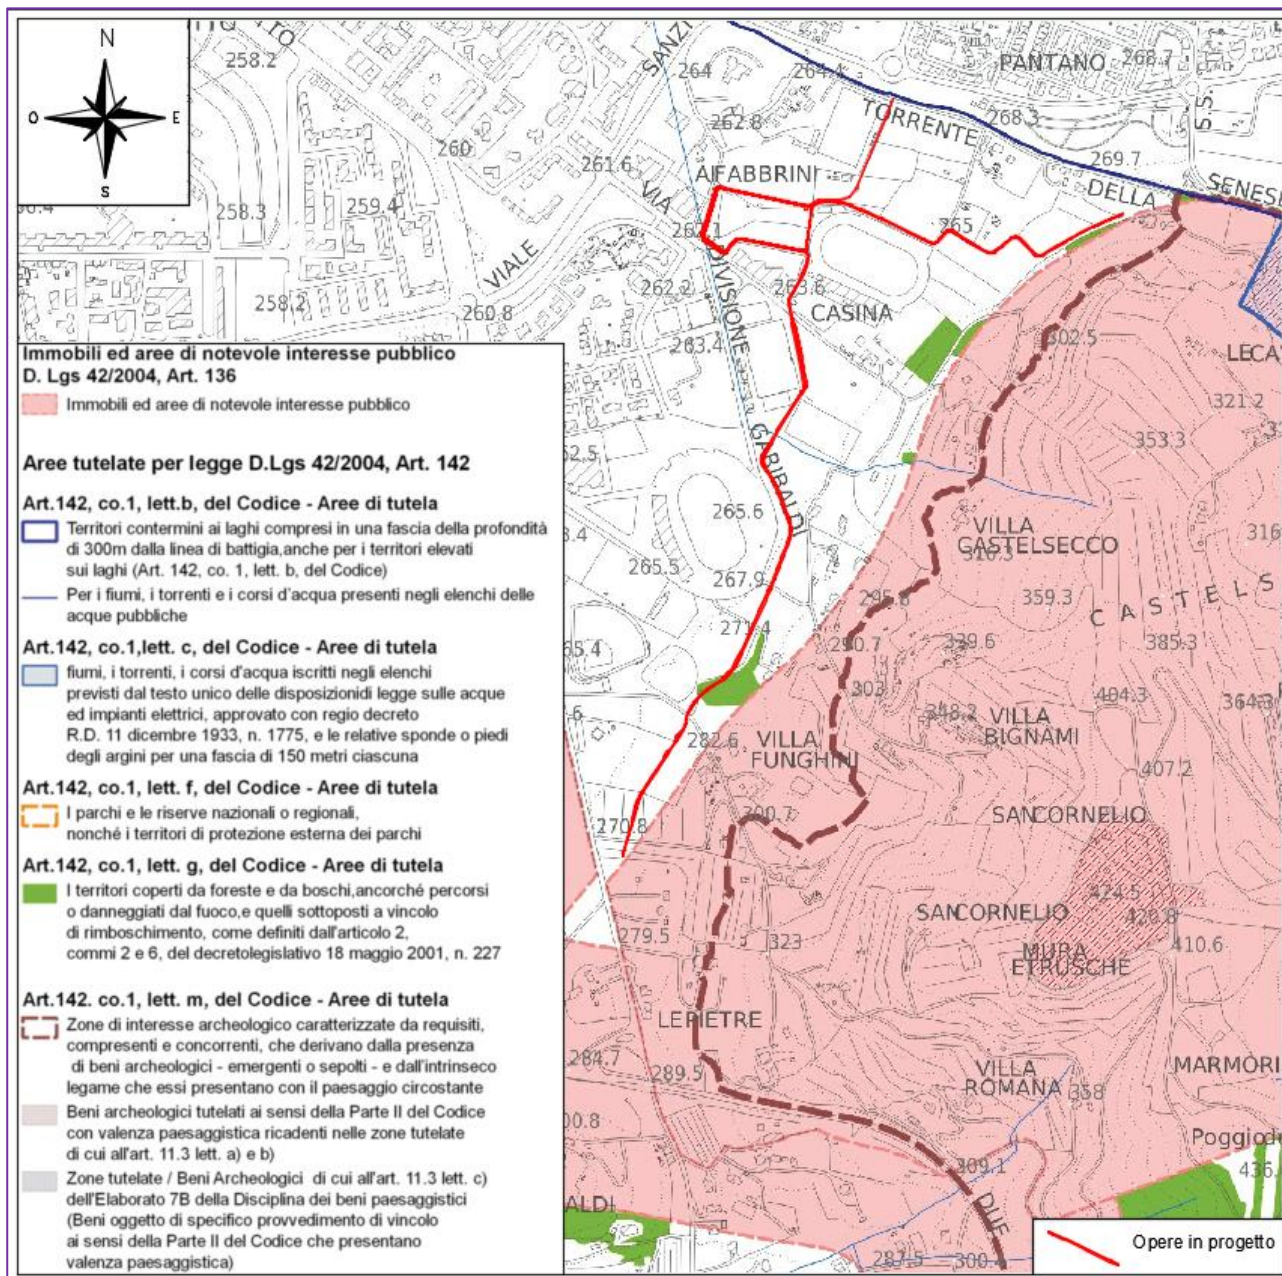 N
O
E
S
258.2
SANZI
264
264.4
PANTANO
268.7
S.S.
262.8
TORRENTE
268.3
260
261.6
269.7
AIFABBRINI
DELLA
SENESE
258.3
259.4
VIA
262.1
265
VIALE
DIVISIONE
262.2
263.6
CASINA
258.2
260.8
263.4
302.5
LECA
321.2
GARIBALDI
353.3
Immobili ed aree di notevole interesse pubblico
D. Lgs 42/2004, Art. 136
Immobili ed aree di notevole interesse pubblico
Aree tutelate per legge D.Lgs 42/2004, Art. 142
Art.142, co.1, lett.b, del Codice - Aree di tutela
Territori contermini ai laghi compresi in una fascia della profondità
di 300m dalla linea di battigia,anche per i territori elevati
sui laghi (Art. 142, co. 1, lett. b, del Codice)
Per i fiumi, i torrenti e i corsi d'acqua presenti negli elenchi delle
acque pubbliche
Art.142, co.1,lett. c, del Codice - Aree di tutela
fiumi, i torrenti, i corsi d'acqua iscritti negli elenchi
previsti dal testo unico delle disposizionidi legge sulle acque
ed impianti elettrici, approvato con regio decreto
R.D. 11 dicembre 1933, n. 1775, e le relative sponde o piedi
degli argini per una fascia di 150 metri ciascuna
Art.142, co.1, lett. f, del Codice - Aree di tutela
I parchi e le riserve nazionali o regionali,
nonché i territori di protezione esterna dei parchi
Art.142, co.1, lett. g, del Codice - Aree di tutela
I territori coperti da foreste e da boschi,ancorché percorsi
o danneggiati dal fuoco,e quelli sottoposti a vincolo
di rimboschimento, come definiti dall'articolo 2,
commi 2 e 6, del decretolegislativo 18 maggio 2001, n. 227
Art.142. co.1, lett. m, del Codice - Aree di tutela
Zone di interesse archeologico caratterizzate da requisiti,
compresenti e concorrenti, che derivano dalla presenza
di beni archeologici - emergenti o sepolti - e dall'intrinseco
legame che essi presentano con il paesaggio circostante
Beni archeologici tutelati ai sensi della Parte II del Codice
con valenza paesaggistica ricadenti nelle zone tutelate
di cui all'art. 11.3 lett. a) e b)
Zone tutelate / Beni Archeologici di cui all'art. 11.3 lett. c)
dell'Elaborato 7B della Disciplina dei beni paesaggistici
(Beni oggetto di specifico provvedimento di vincolo
ai sensi della Parte II del Codice che presentano
valenza paesaggistica)
265.6
VILLA
CASTELSECCO
316
265.5
267.9
295.8
359.3
CASTELS
271.4
290.7
329.6
385.3
303
348.2
404.3
364.3
VILLA
BIGNAMI
282.6
VILLA
FUNGHINI
407.2
270.8
300.7
SANCORNELIO
424.5
279.5
323
SANCORNELIO
420.8
410.6
MURA
ETRUSCHE
LEPIETRE
284.7
289.5
VILLA
ROMANA
358
MARMORI
00.8
309.1
Poggiod
436.
ALDI
DUE
287.5
300.4
Opere in progetto